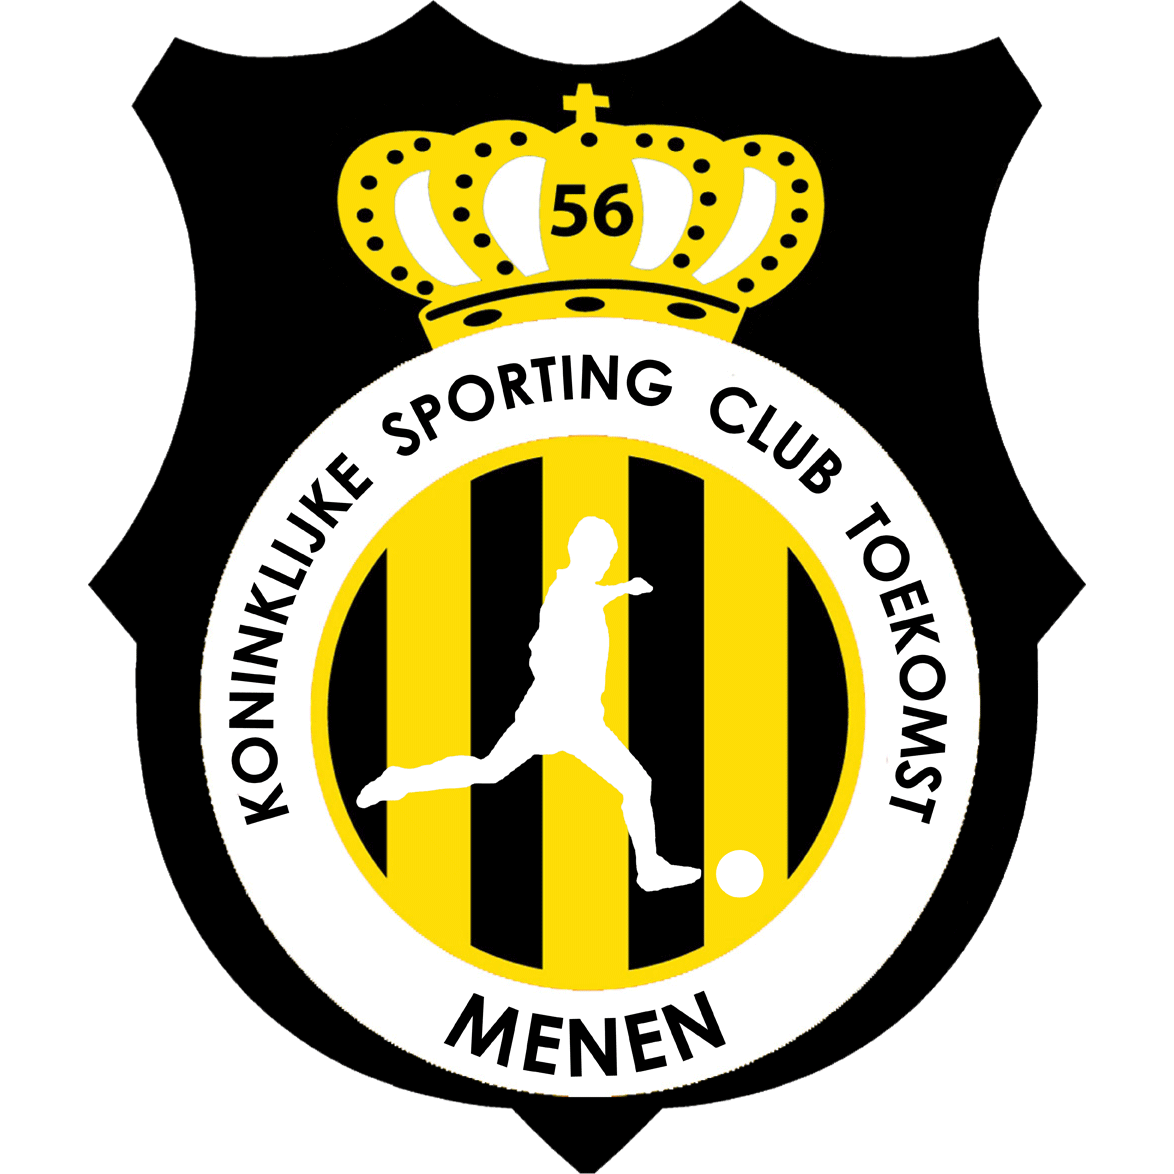 56
KONINKLIJKE SPORTING CLUB TOEKOMST
MENEN